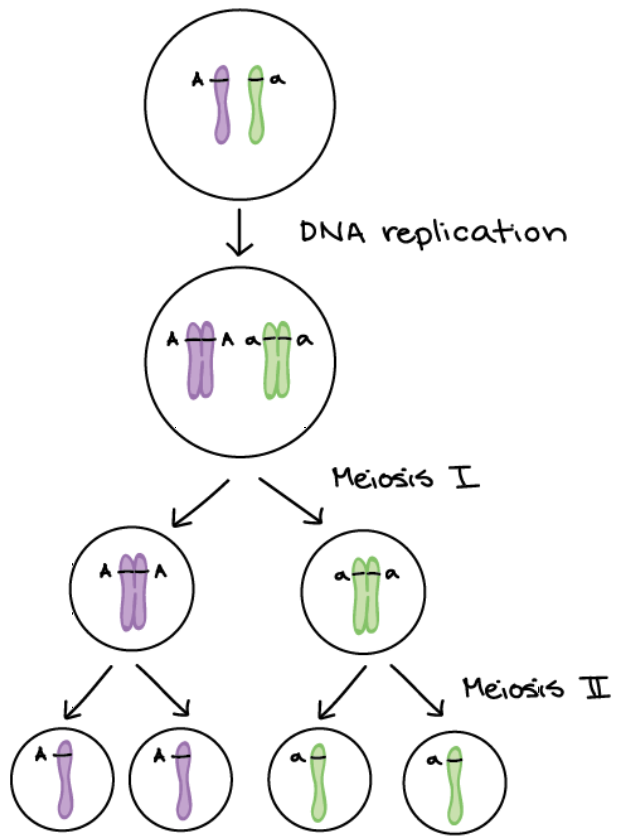 A a
DNA replication
A A a a
Meiosis I
A A a a
Meiosis II
A A a a